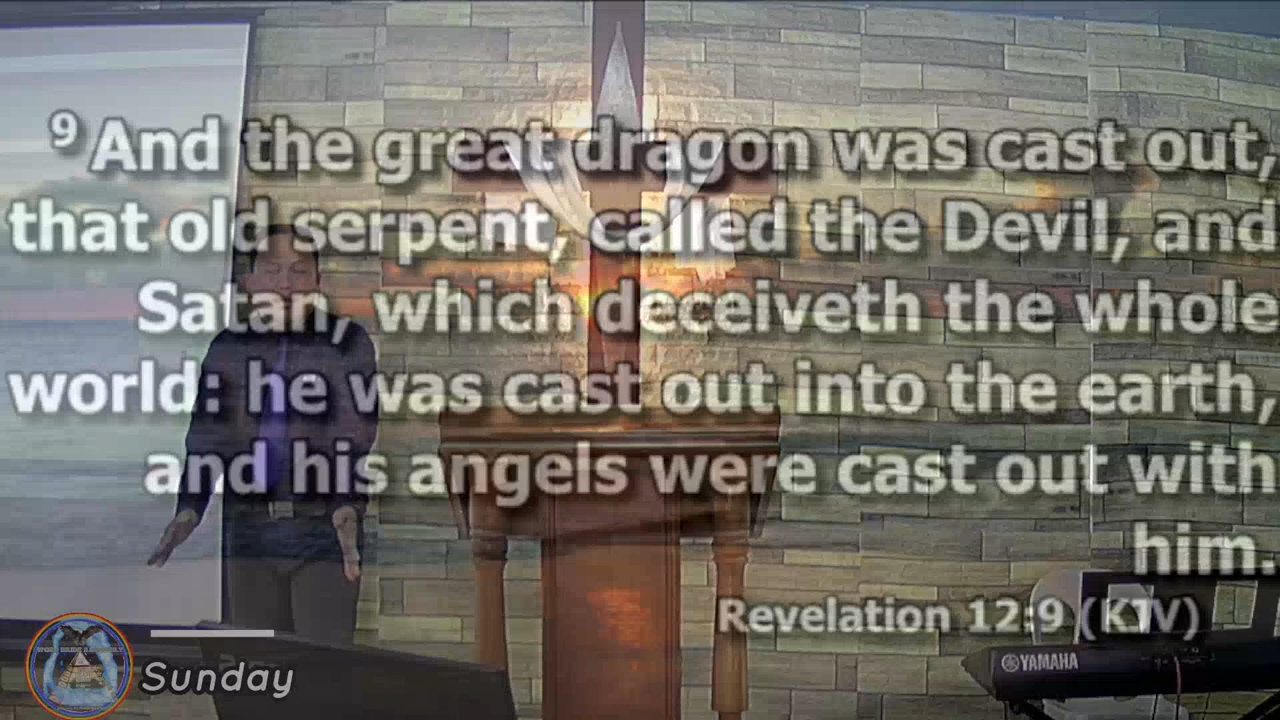 9 And the great dragon was cast out,
that old serpent, called the Devil, and
Satan, which deceiveth the whole
world: he was cast out into the earth,
and his angels were cast out with
him.
Revelation 12:9 (KJV)
YAMAHA
Sunday